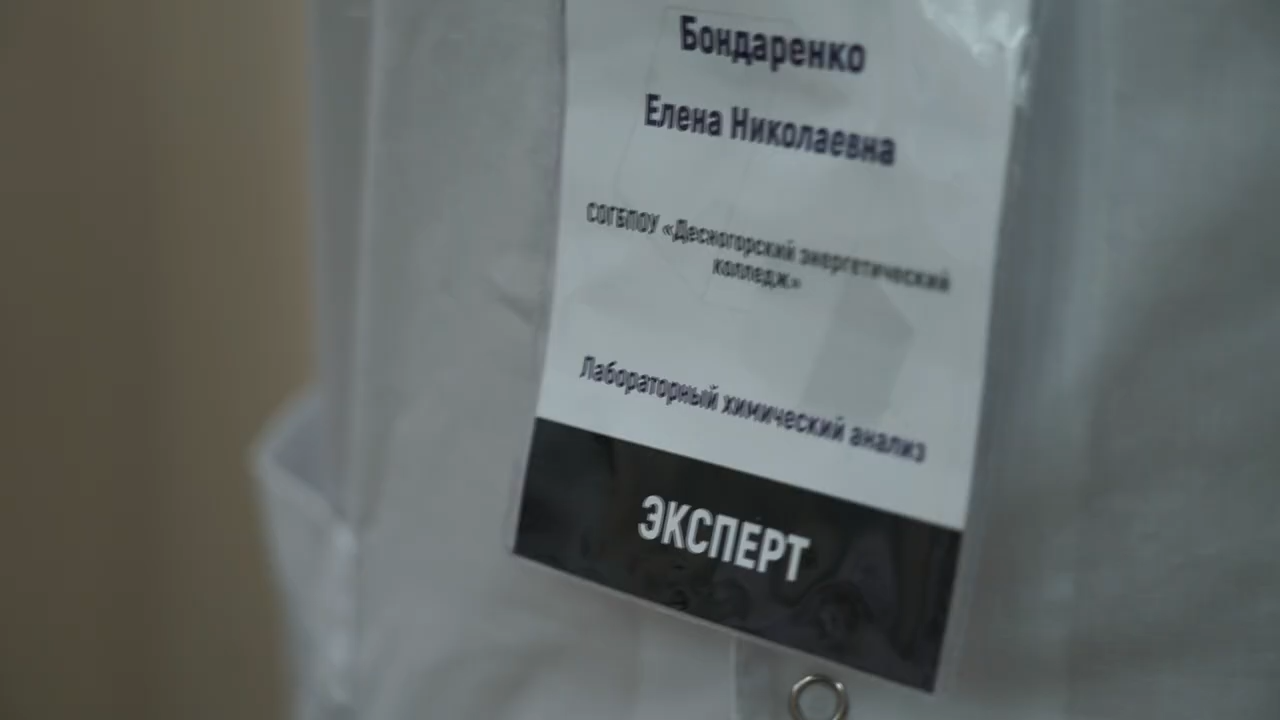 Бондаренко
Елена Николаевна
СОГБПОУ «Десногорский энергетический
колледж»
Лабораторный химический анализ
ЭКСПЕРТ